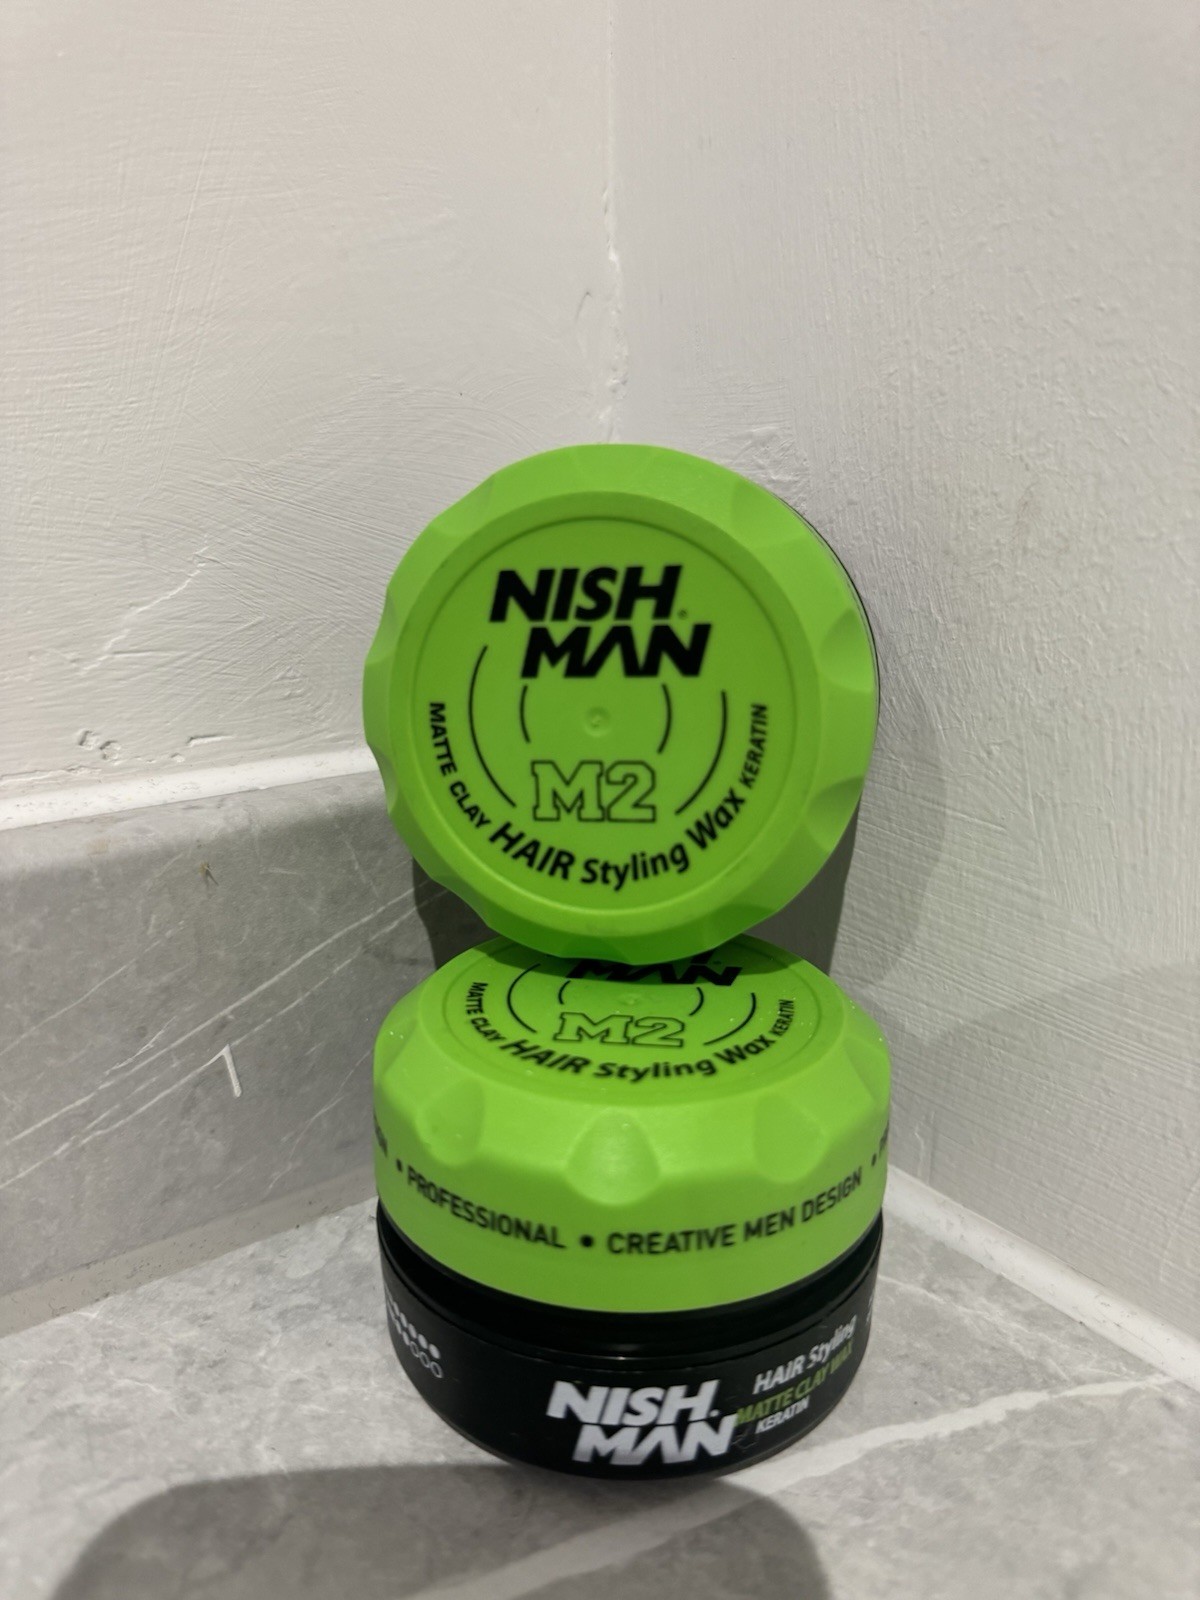 NISH
MAN
M2
MATTE CLAY HAIR Styling Wax KERATIN
MAN
M2
MATTE CLAY HAIR Styling Wax KERATIN
• PROFESSIONAL • CREATIVE MEN DESIGN •
NISH
MAN
HAIR Styling
MATTE CLAY WAX
KERATIN